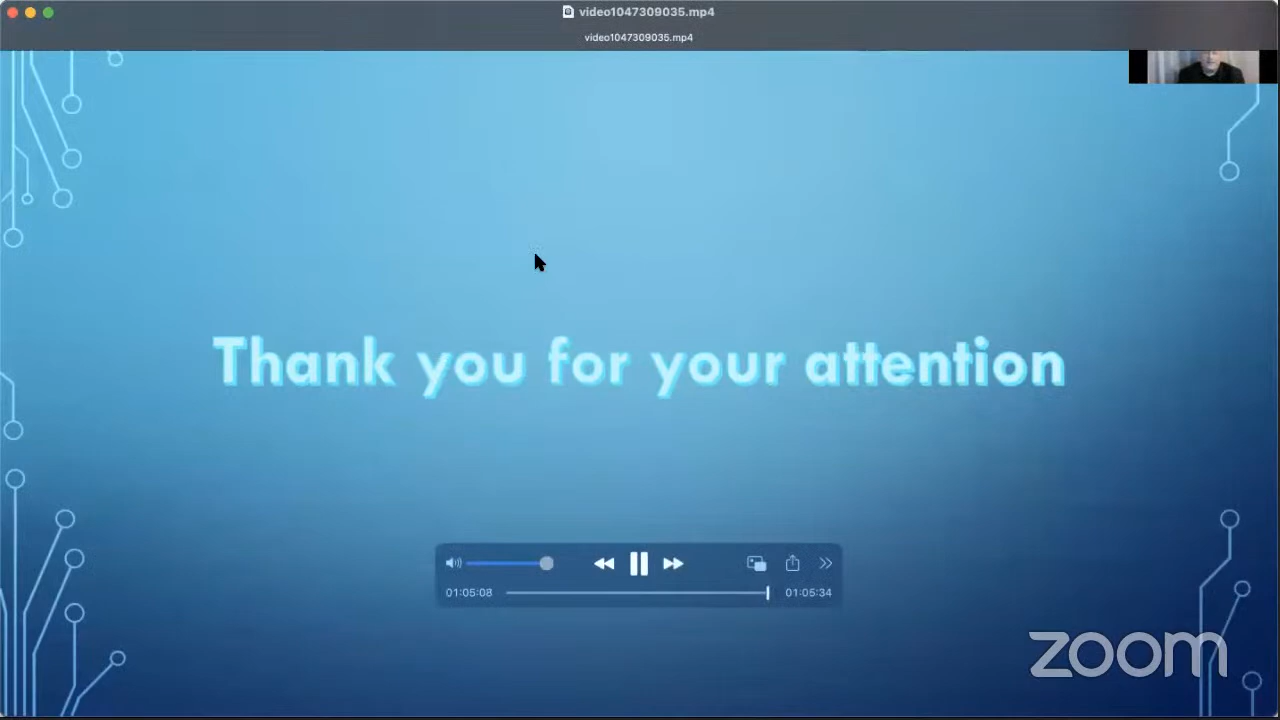 video1047309035.mp4
video1047309035.mp4
Thank you for your attention
01:05:08
01:05:34
zoom